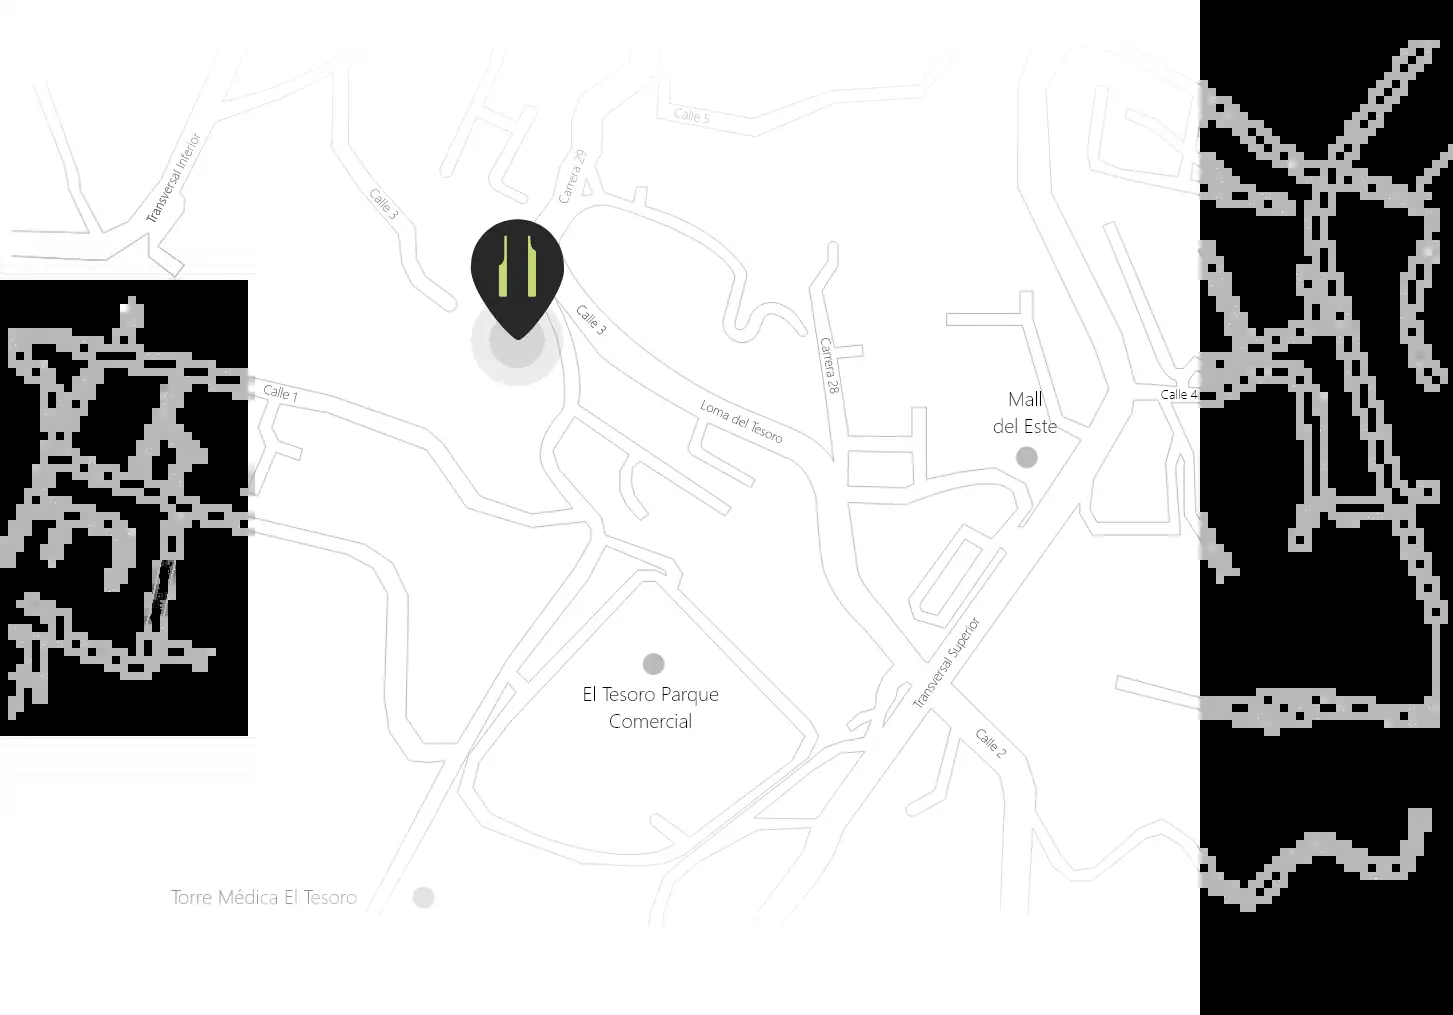 Calle 5
Transversal Inferior
Carrera 29
Calle 3
Calle 3
Carrera 28
Calle 1
Loma del Tesoro
Mall
del Este
Calle 4
El Tesoro Parque
Comercial
Transversal Superior
Calle 2
Torre Médica El Tesoro